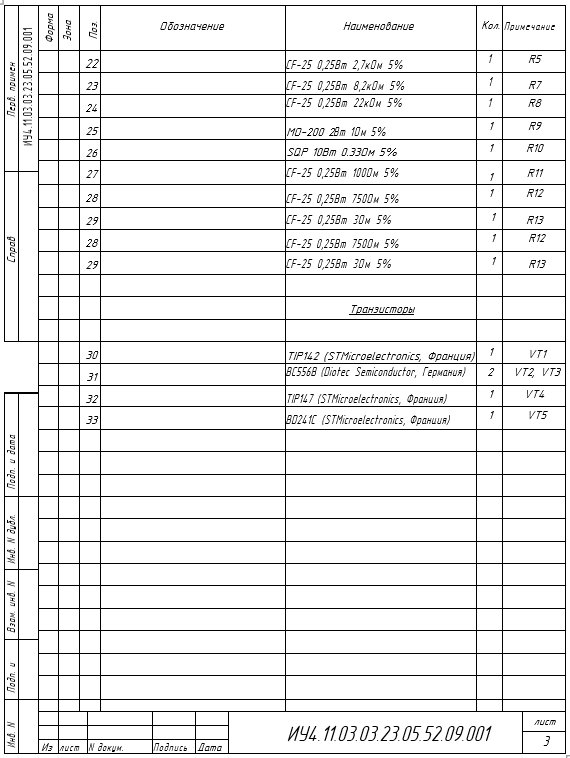 Перв. примен
ИУ4.11.03.03.23.05.52.09.001
Справ
Подп. и дата
Инв. N дубл.
Взам. инв. N
Подп. и
Инв. N
Форма Зона Поз. Обозначение Наименование Кол. Примечание
22 CF-25 0,25Вт 2,7кОм 5% 1 R5
23 CF-25 0,25Вт 8,2кОм 5% 1 R7
24 CF-25 0,25Вт 22кОм 5% 1 R8
25 MO-200 2Вт 10м 5% 1 R9
26 SQP 10Вт 0.33Ом 5% 1 R10
27 CF-25 0,25Вт 100Ом 5% 1 R11
28 CF-25 0,25Вт 750Ом 5% 1 R12
29 CF-25 0,25Вт 3Ом 5% 1 R13
28 CF-25 0,25Вт 750Ом 5% 1 R12
29 CF-25 0,25Вт 3Ом 5% 1 R13
Транзисторы
30 TIP142 (STMicroelectronics, Франция) 1 VT1
31 BC556B (Diotec Semiconductor, Германия) 2 VT2, VT3
32 TIP147 (STMicroelectronics, Франция) 1 VT4
33 BD241C (STMicroelectronics, Франция) 1 VT5
Из лист N докум. Подпись Дата
ИУ4.11.03.03.23.05.52.09.001
лист
3